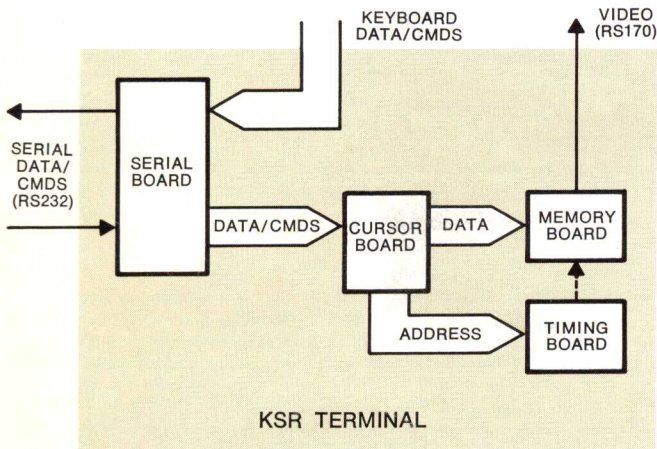 KEYBOARD
DATA/CMDS
VIDEO
(RS170)
SERIAL
DATA/
CMDS
(RS232)
SERIAL
BOARD
DATA/CMDS
CURSOR
BOARD
DATA
MEMORY
BOARD
ADDRESS
TIMING
BOARD
KSR TERMINAL